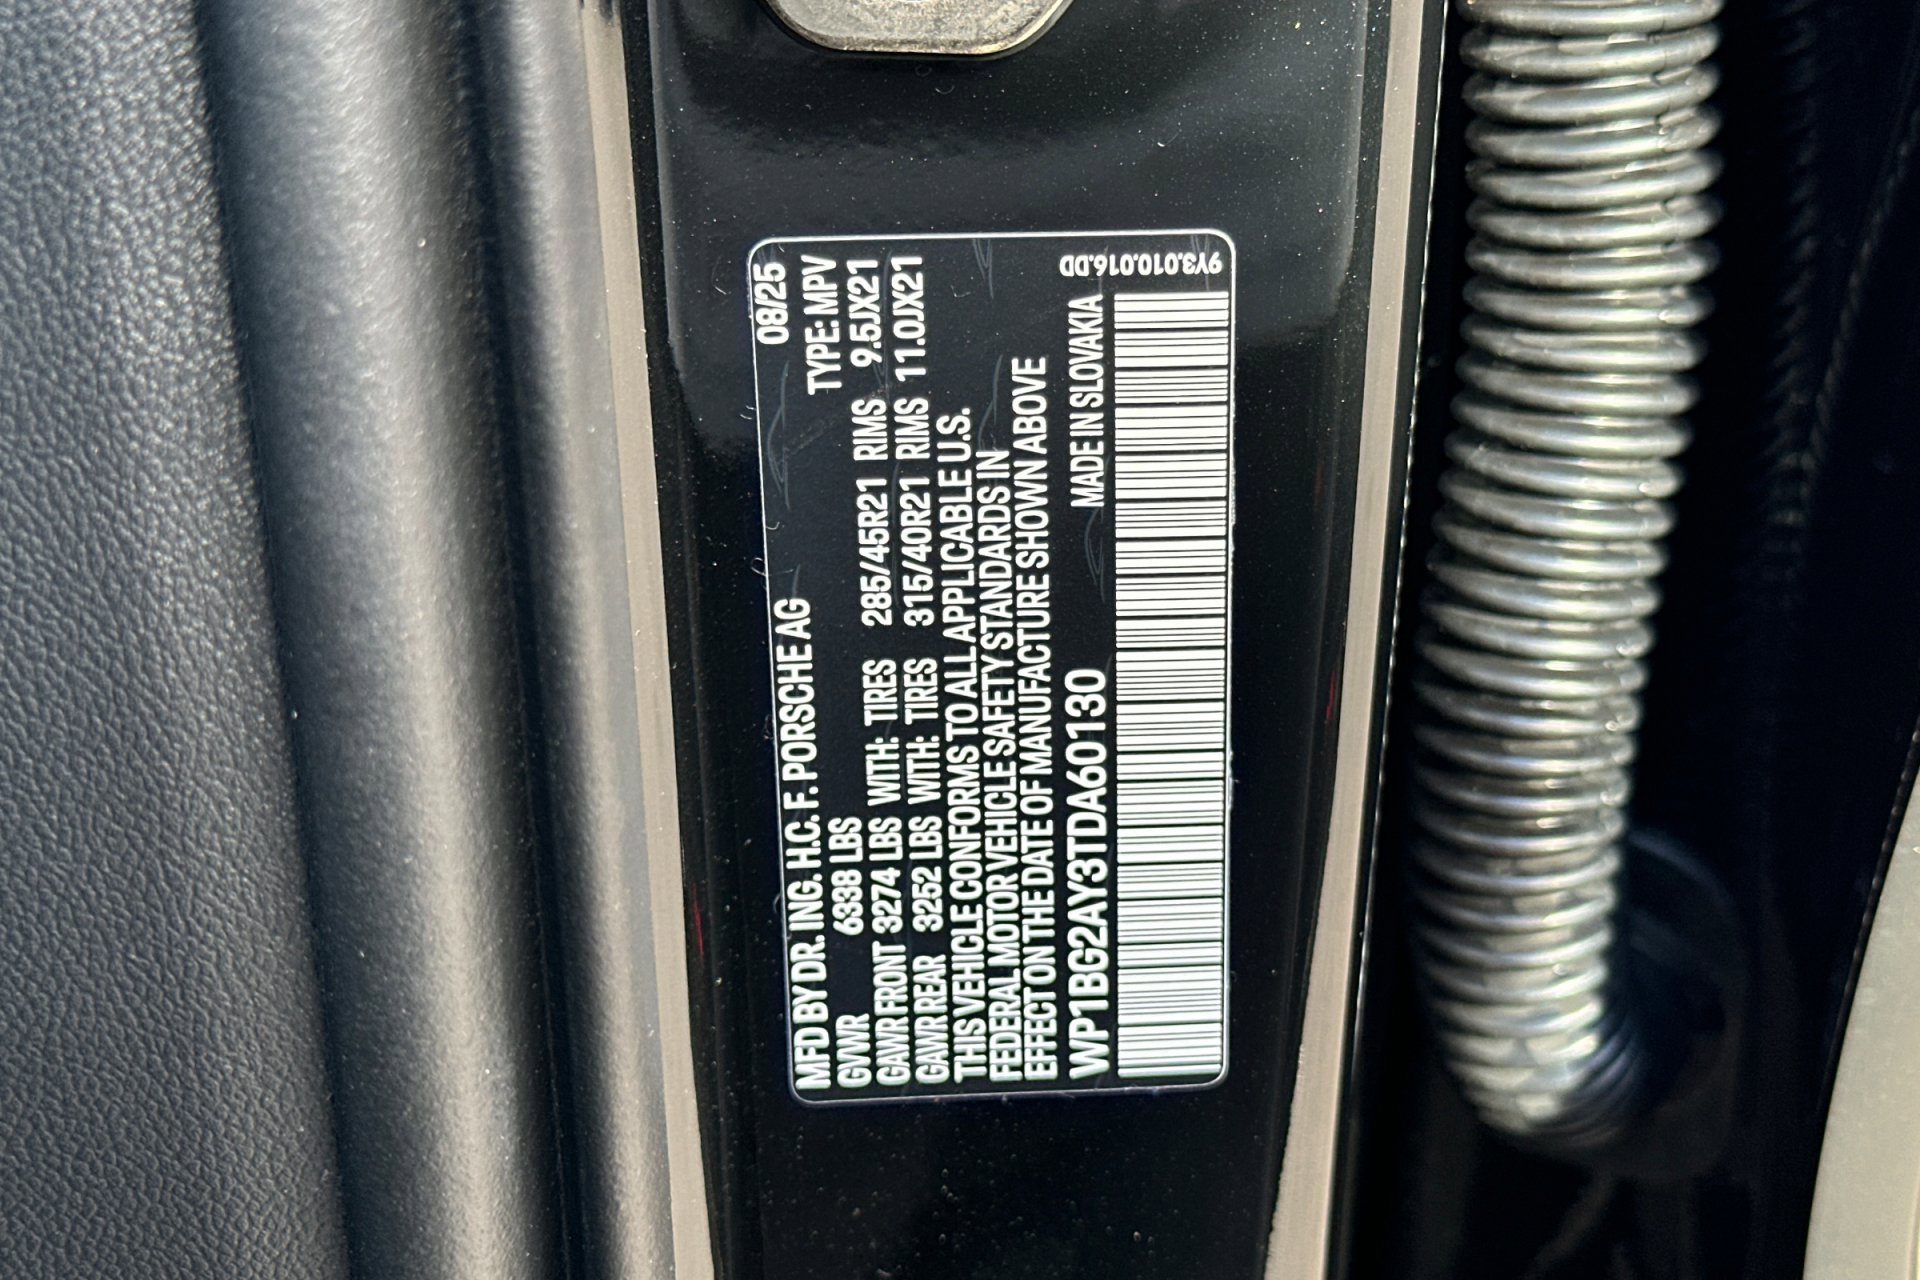 08/25
MFD BY DR. ING. H.C. F. PORSCHE AG
TYPE: MPV
GVWR 6338 LBS
GAWR FRONT 3274 LBS WITH: TIRES 285/45R21 RIMS 9.5JX21
GAWR REAR 3252 LBS WITH: TIRES 315/40R21 RIMS 11.0JX21
THIS VEHICLE CONFORMS TO ALL APPLICABLE U.S.
FEDERAL MOTOR VEHICLE SAFETY STANDARDS IN
EFFECT ON THE DATE OF MANUFACTURE SHOWN ABOVE
WP1BG2AY3TDA60130 MADE IN SLOVAKIA
9Y3.010.016.DD